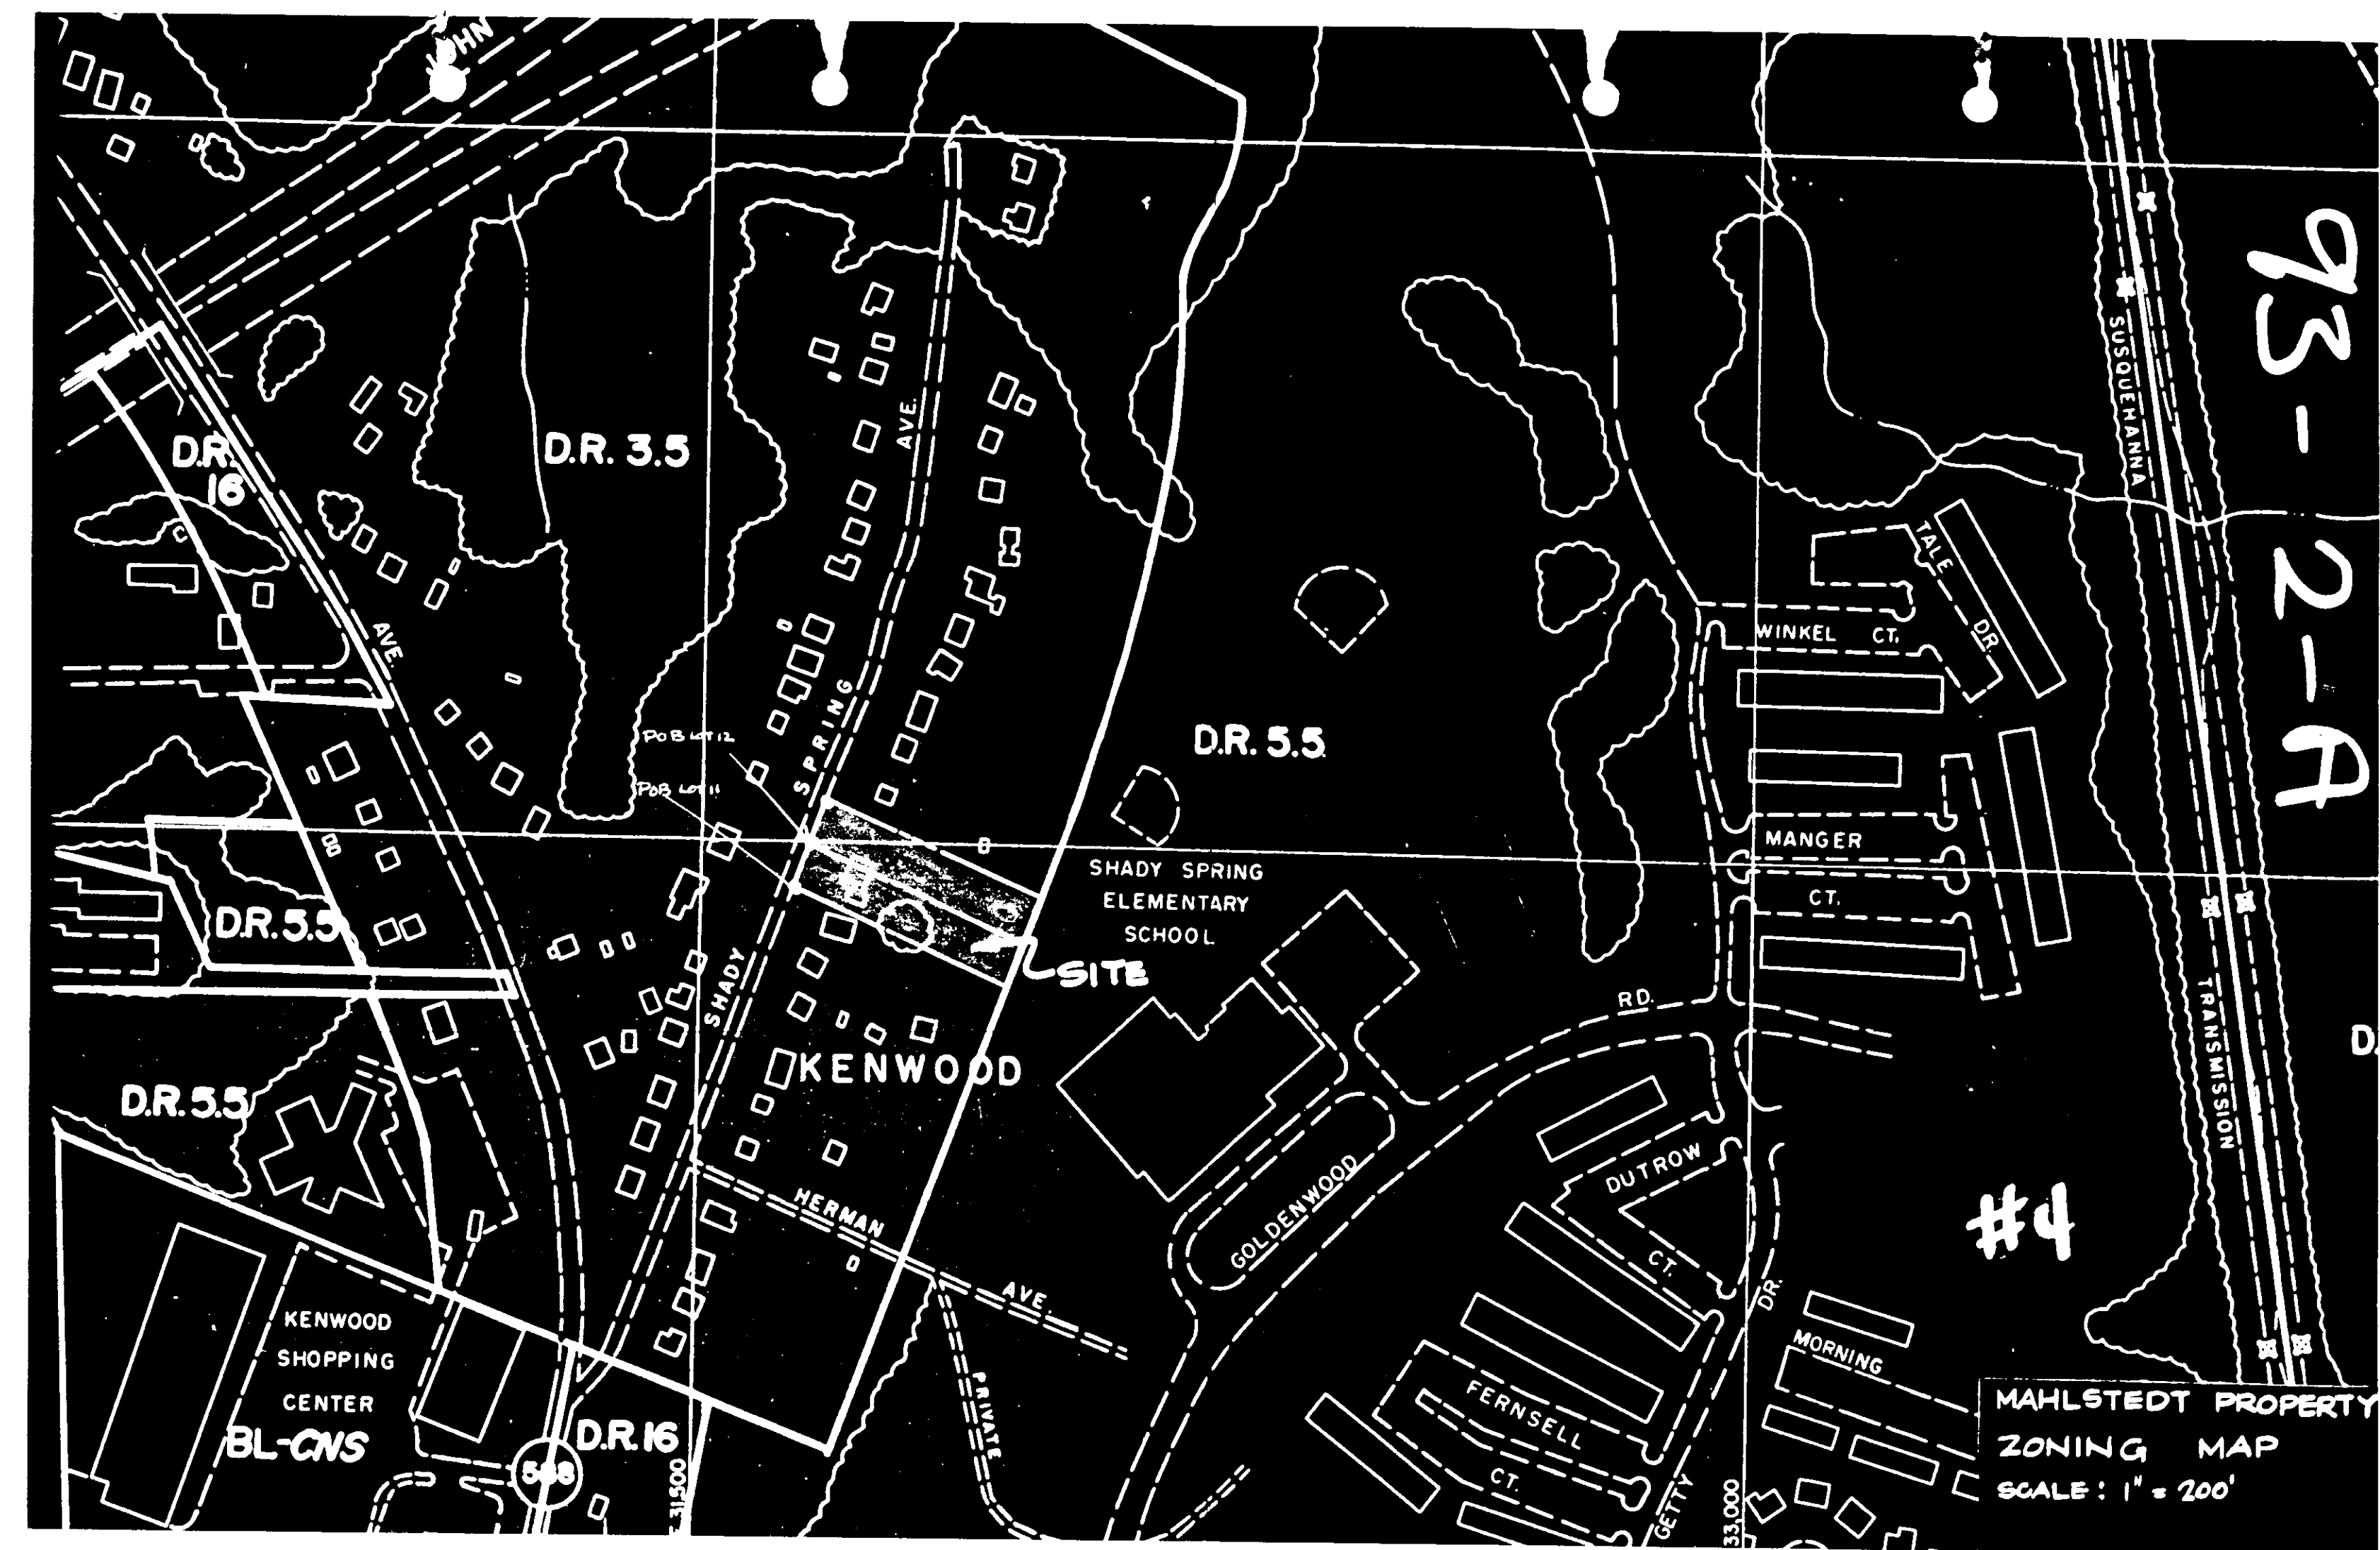 JOHN
93-2-A
SUSQUEHANNA
TRANSMISSION
D.R.
16
D.R. 3.5
AVE.
AVE.
SPRING
SHADY
POB LOT 12
POB LOT 11
D.R. 5.5
TALE
DR.
WINKEL CT.
MANGER
CT.
SHADY SPRING
ELEMENTARY
SCHOOL
SITE
D.R. 5.5
RD.
GOLDENWOOD
KENWOOD
D.R. 5.5
D.
DUTROW
CT.
HERMAN
AVE.
PRIVATE
#4
DR.
GETTY
MORNING
KENWOOD
SHOPPING
CENTER
BL-CNS
D.R. 16
588
E 31,500
FERNSELL
CT.
33,000
MAHLSTEDT PROPERTY
ZONING MAP
SCALE: 1" = 200'